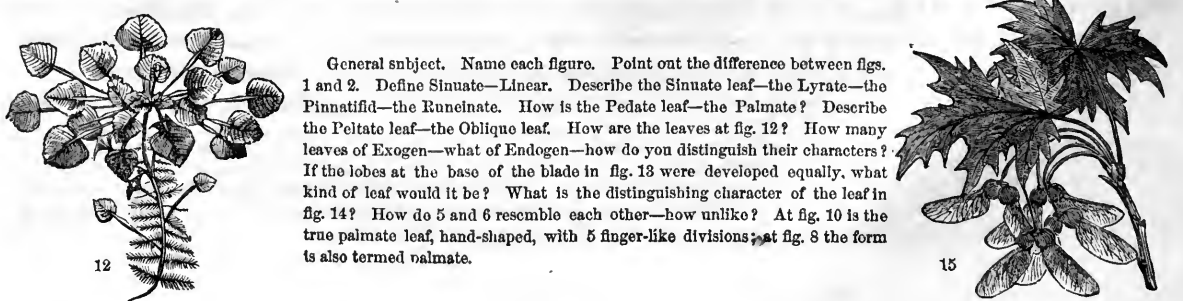 General subject. Name each figure. Point out the difference between figs.
1 and 2. Define Sinuate—Linear. Describe the Sinuate leaf—the Lyrate—the
Pinnatifid—the Runcinate. How is the Pedate leaf—the Palmate? Describe
the Peltate leaf—the Oblique leaf. How are the leaves at fig. 12? How many
leaves of Exogen—what of Endogen—how do you distinguish their characters?
If the lobes at the base of the blade in fig. 13 were developed equally, what
kind of leaf would it be? What is the distinguishing character of the leaf in
fig. 14? How do 5 and 6 resemble each other—how unlike? At fig. 10 is the
true palmate leaf, hand-shaped, with 5 finger-like divisions; at fig. 8 the form
is also termed palmate.
12
15